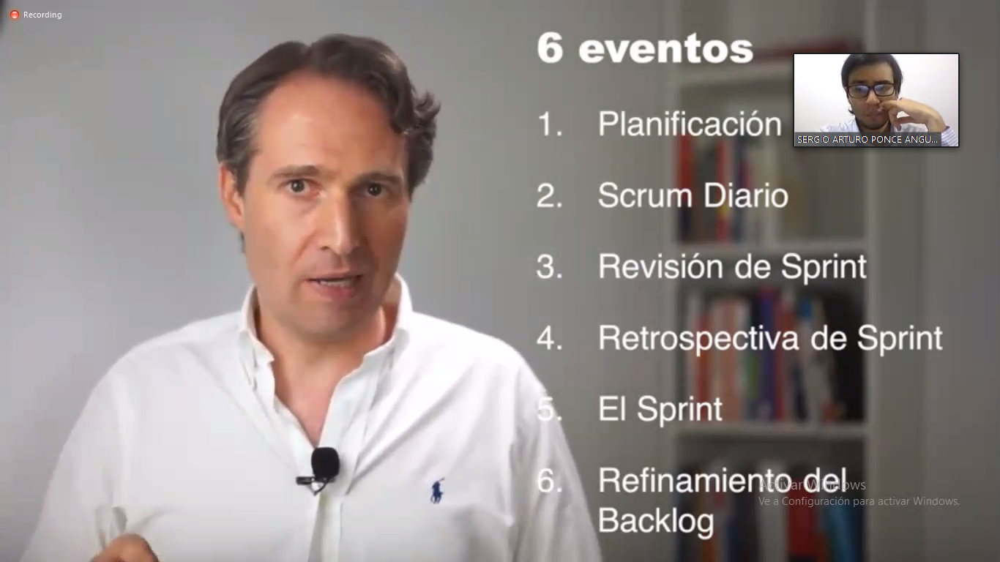 Recording
6 eventos
1. Planificación
SERGIO ARTURO PONCE ANGU...
2. Scrum Diario
3. Revisión de Sprint
4. Retrospectiva de Sprint
5. El Sprint
6. Refinamiento del
Backlog
Activar Windows
Ve a Configuración para activar Windows.